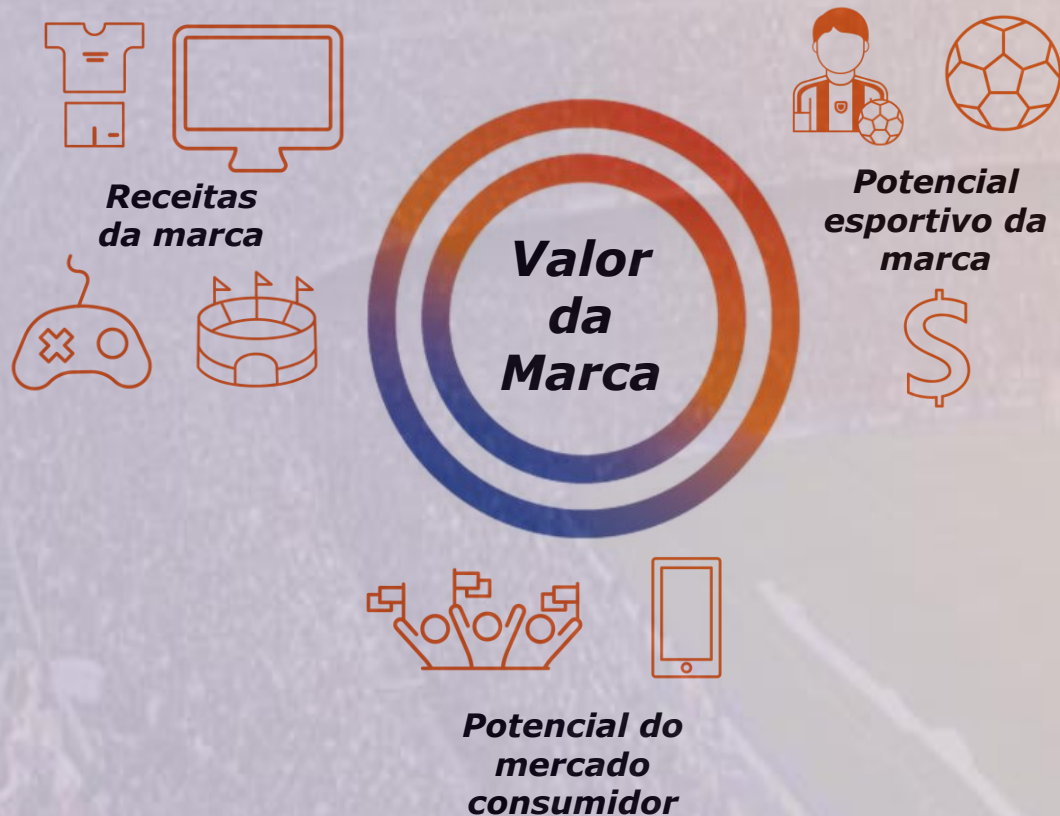 Receitas
da marca
Potencial
esportivo da
marca
Valor
da
Marca
Potencial do
mercado
consumidor